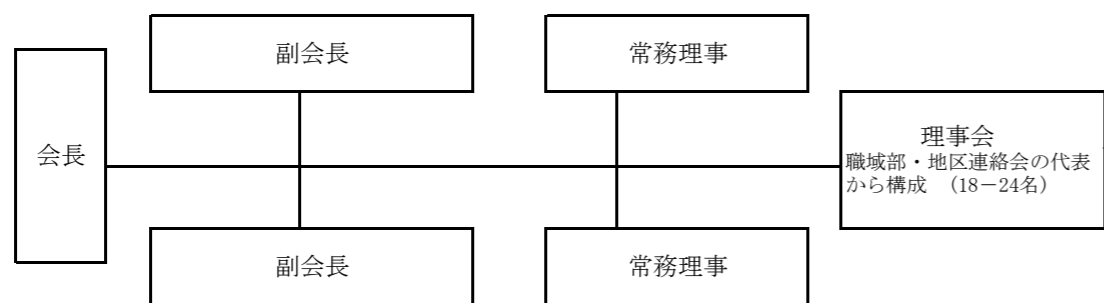 副会長
常務理事
会長
理事会
職域部・地区連絡会の代表
から構成　(18－24名)
副会長
常務理事